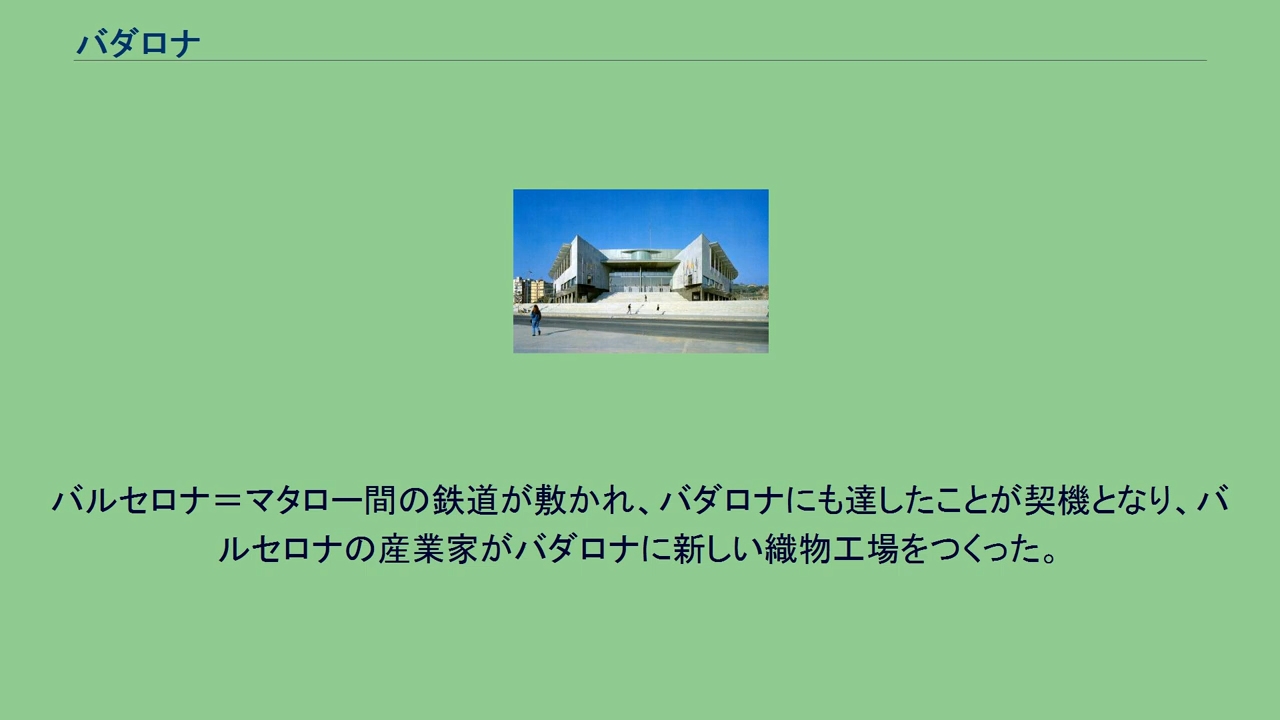 バダロナ
バルセロナ＝マタロー間の鉄道が敷かれ、バダロナにも達したことが契機となり、バ
ルセロナの産業家がバダロナに新しい織物工場をつくった。